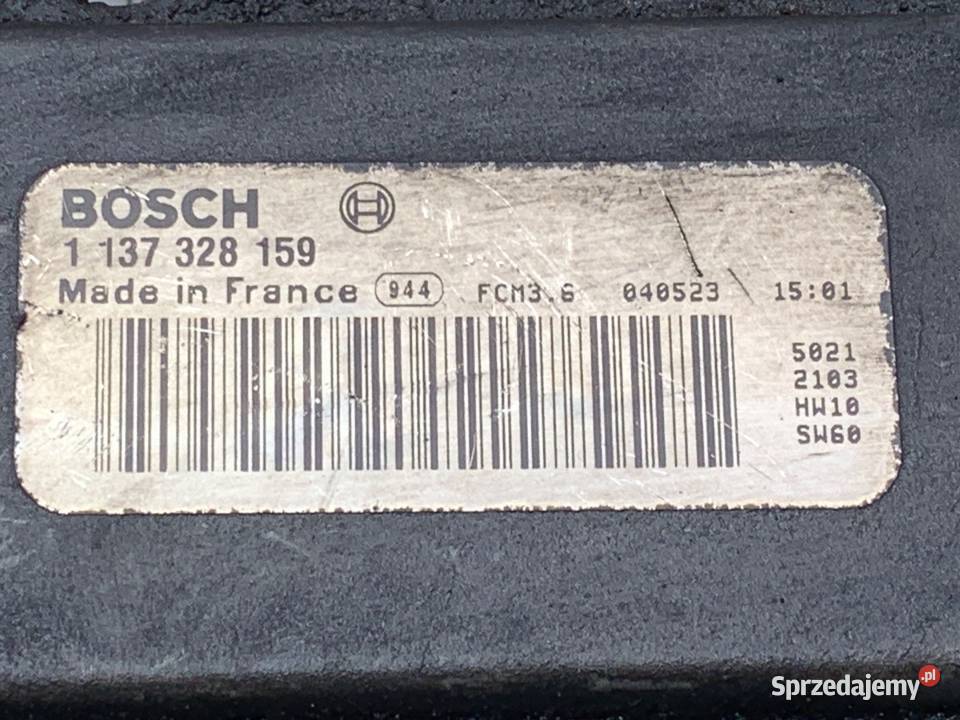 BOSCH
1 137 328 159
Made in France 944 FCM3.6 040523 15:01
5021
2103
HW10
SW60
Sprzedajemy.pl